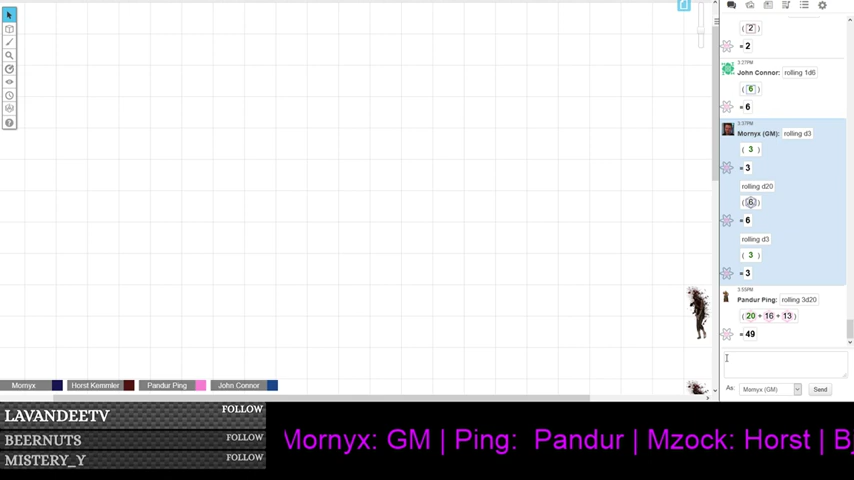 ( 2 )
= 2
3:27PM
John Connor: rolling 1d6
( 6 )
= 6
3:37PM
Mornyx (GM): rolling d3
( 3 )
= 3
rolling d20
( 6 )
= 6
rolling d3
( 3 )
= 3
3:55PM
Pandur Ping: rolling 3d20
( 20 + 16 + 13 )
= 49
As: Mornyx (GM) Send
Mornyx Horst Kemmler Pandur Ping John Connor
LAVANDEETV FOLLOW
BEERNUTS FOLLOW
MISTERY_Y FOLLOW
Mornyx: GM | Ping: Pandur | Mzock: Horst | B_